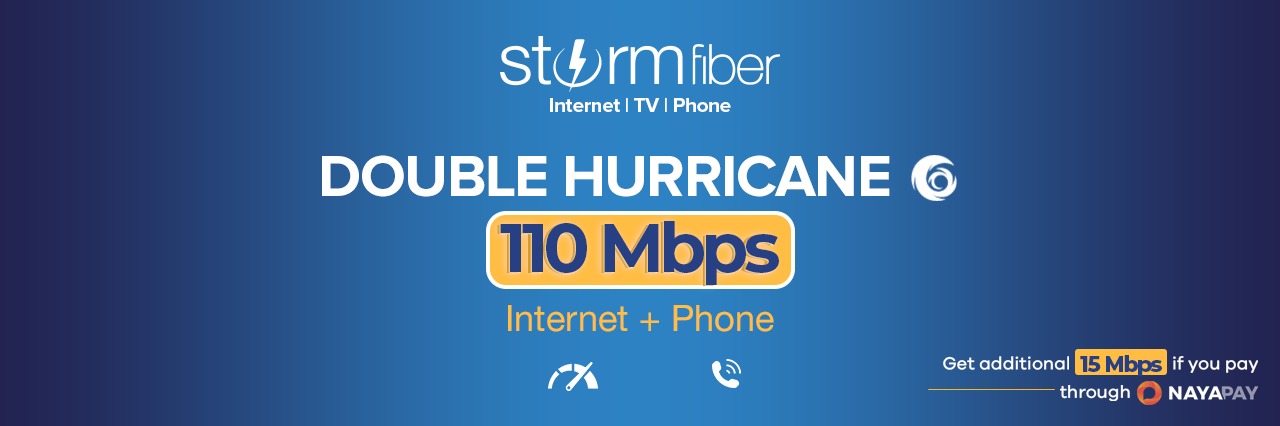 stormfiber
Internet | TV | Phone
DOUBLE HURRICANE
110 Mbps
Internet + Phone
Get additional 15 Mbps if you pay
through NAYAPAY